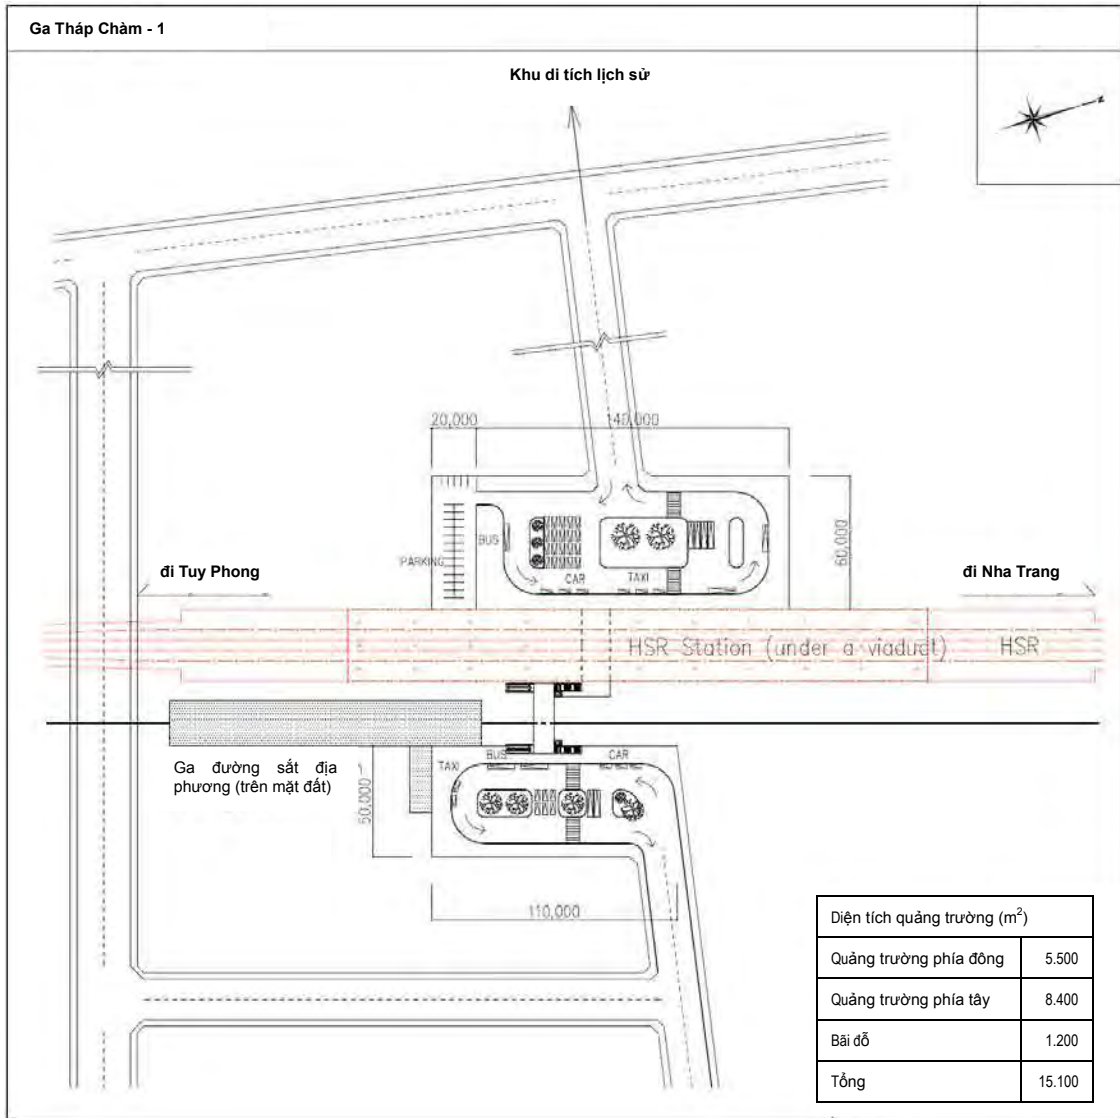 Ga Tháp Chàm - 1
Khu di tích lịch sử
N
20,000
140,000
60,000
BUS
PARKING
CAR
TAXI
đi Tuy Phong
đi Nha Trang
HSR Station (under a viaduct)
HSR
Ga đường sắt địa
phương (trên mặt đất)
TAXI
BUS
CAR
50,000
110,000
Diện tích quảng trường (m²)
Quảng trường phía đông 5.500
Quảng trường phía tây 8.400
Bãi đỗ 1.200
Tổng 15.100